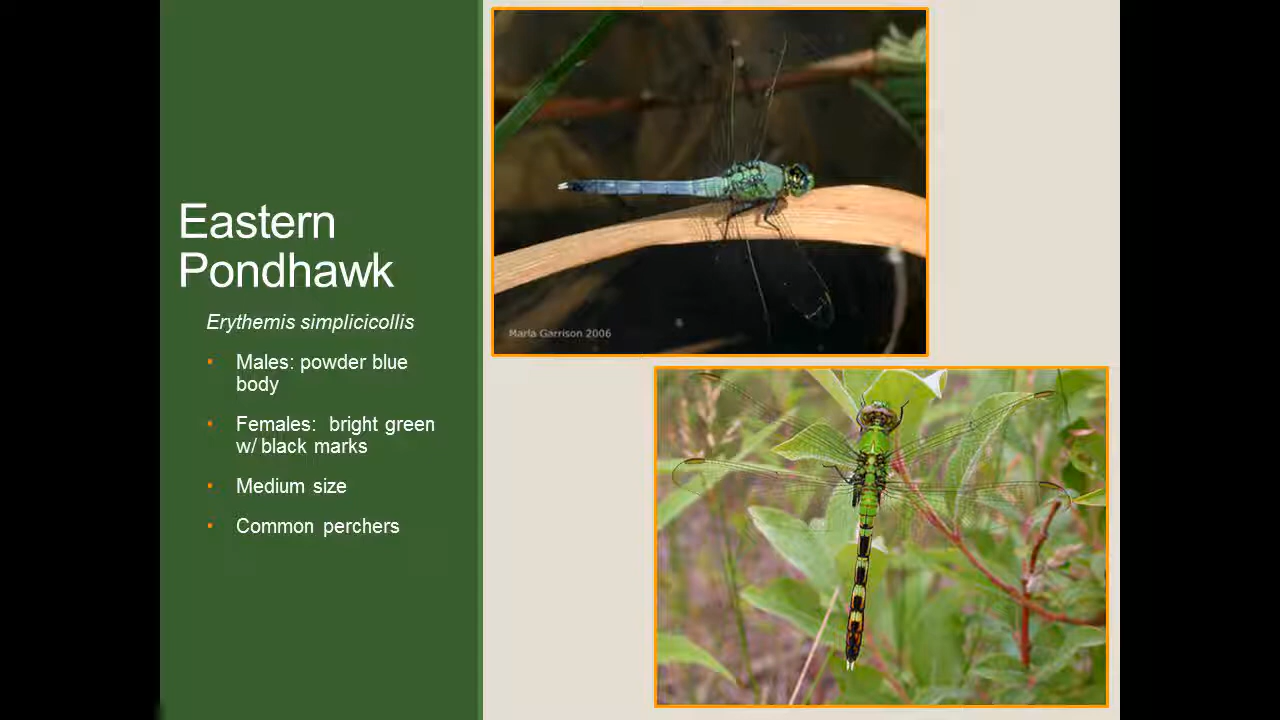 Eastern
Pondhawk
Erythemis simplicicollis
• Males: powder blue
body
• Females:  bright green
w/ black marks
• Medium size
• Common perchers
Marla Garrison 2006